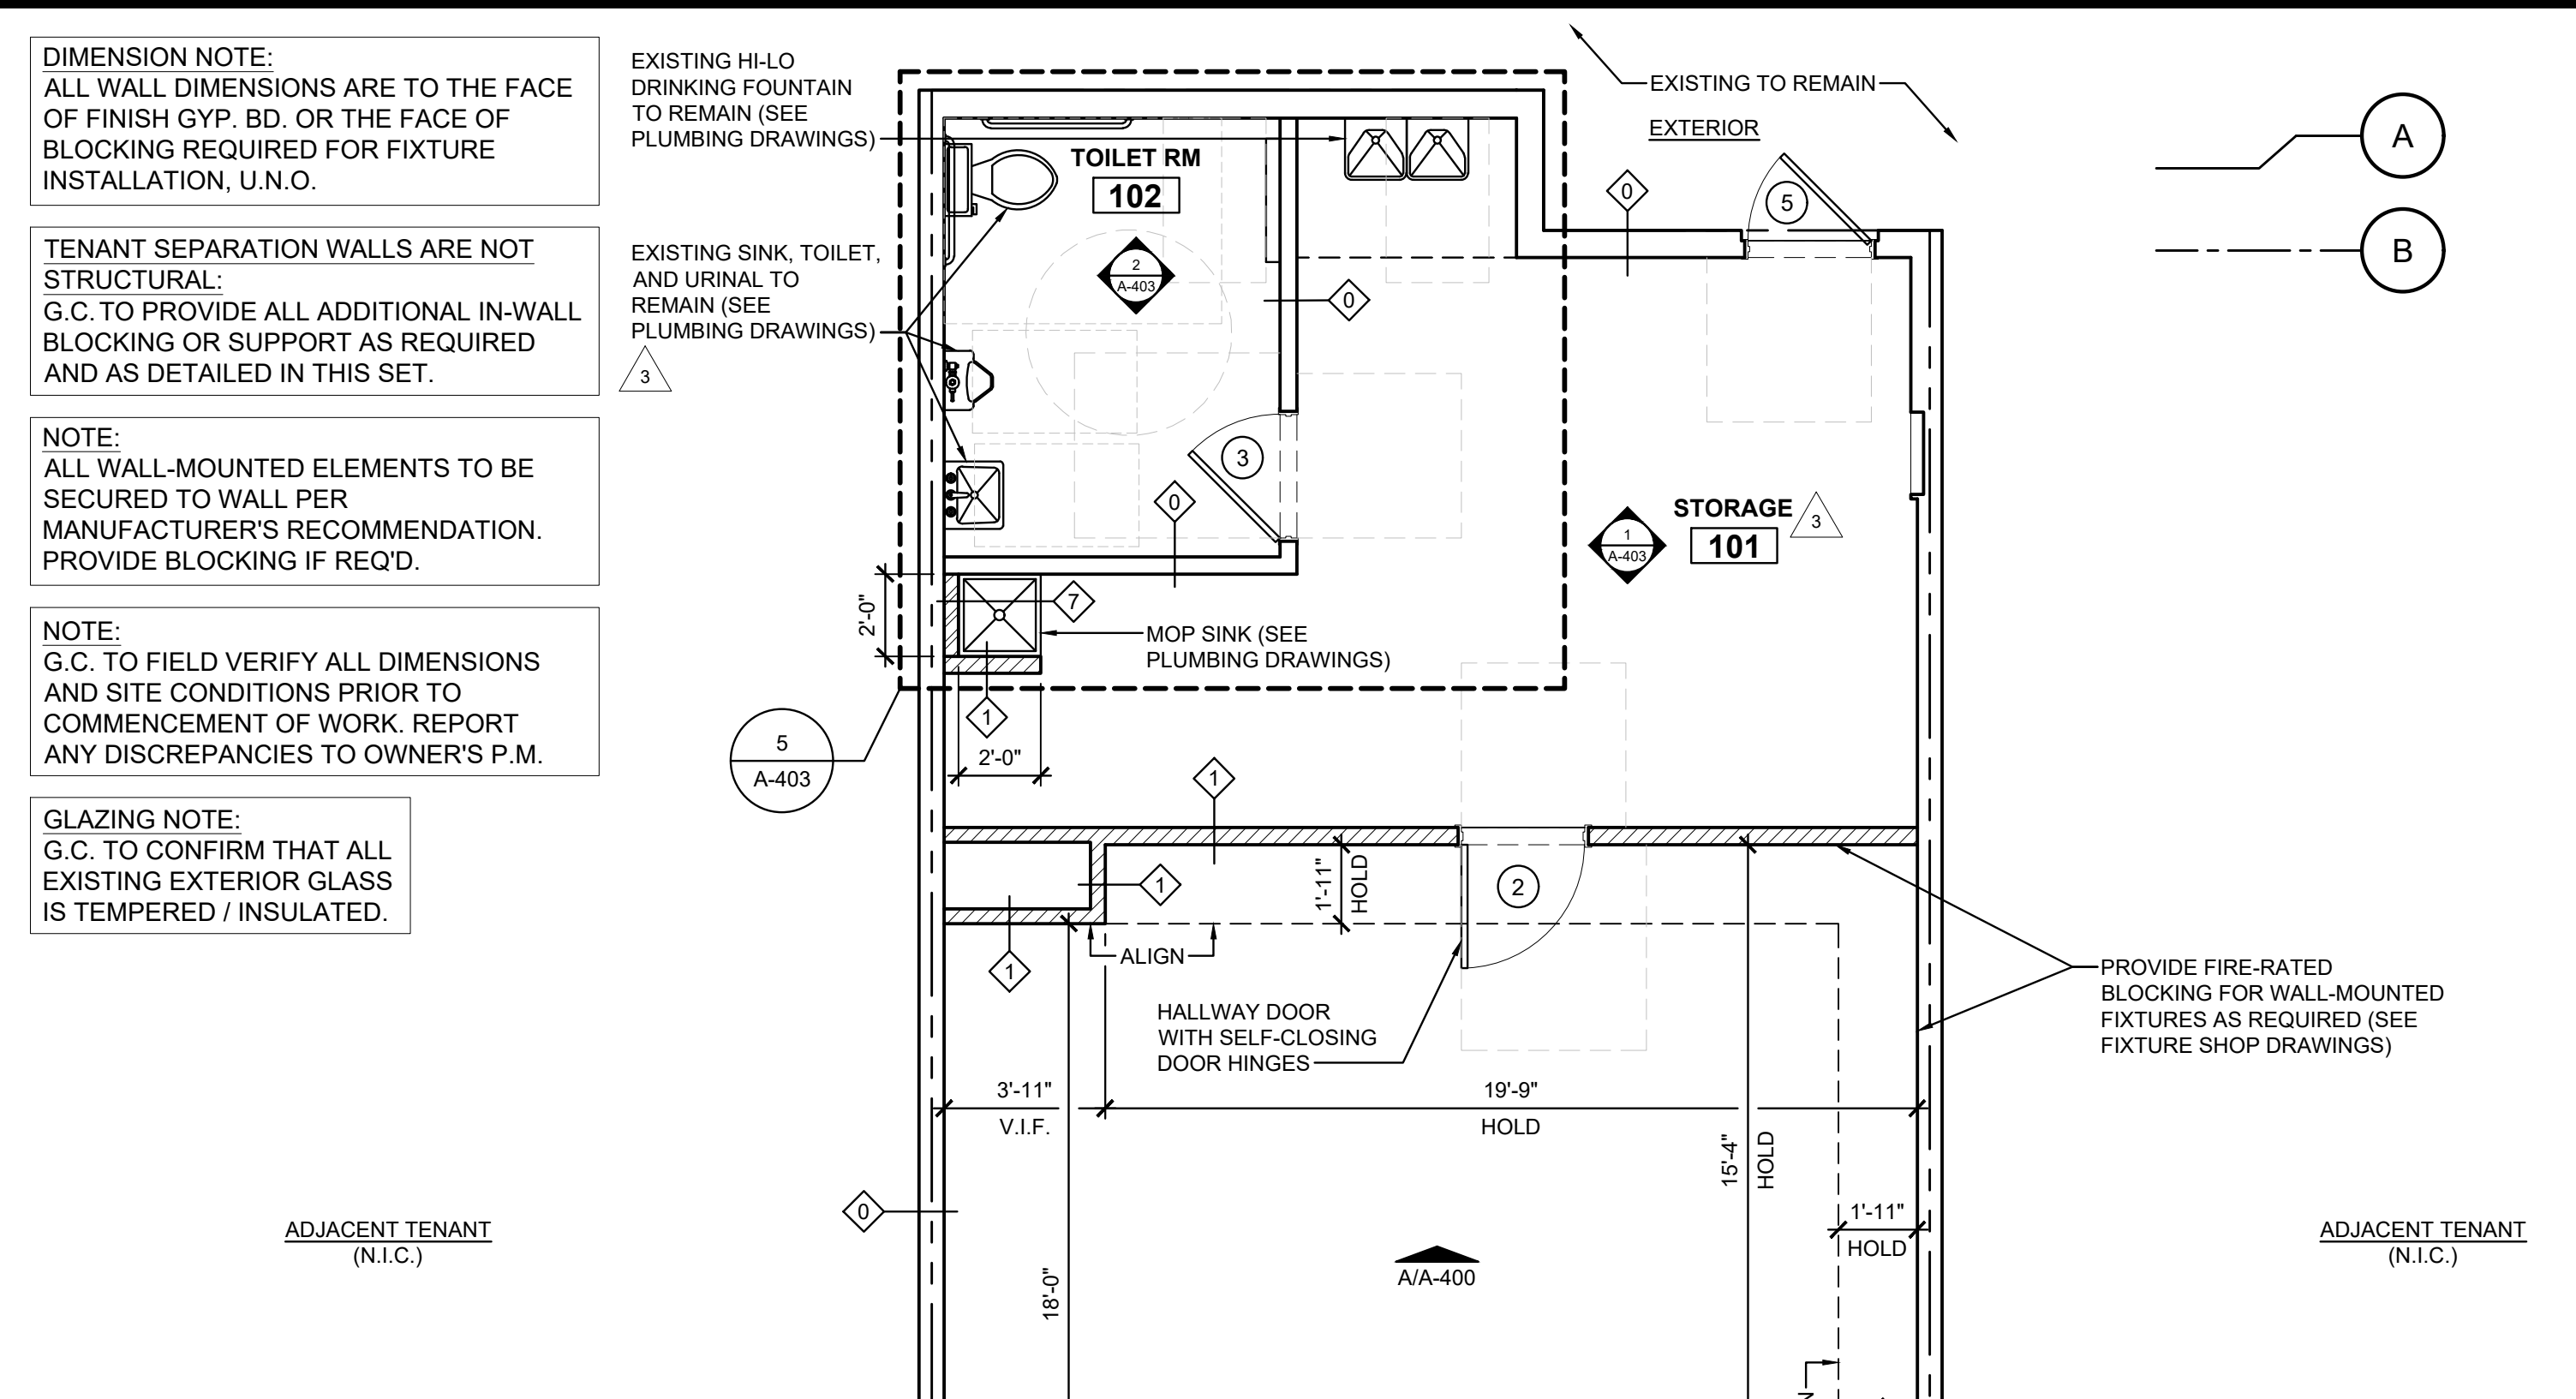 DIMENSION NOTE:
ALL WALL DIMENSIONS ARE TO THE FACE
OF FINISH GYP. BD. OR THE FACE OF
BLOCKING REQUIRED FOR FIXTURE
INSTALLATION, U.N.O.
TENANT SEPARATION WALLS ARE NOT
STRUCTURAL:
G.C. TO PROVIDE ALL ADDITIONAL IN-WALL
BLOCKING OR SUPPORT AS REQUIRED
AND AS DETAILED IN THIS SET.
NOTE:
ALL WALL-MOUNTED ELEMENTS TO BE
SECURED TO WALL PER
MANUFACTURER'S RECOMMENDATION.
PROVIDE BLOCKING IF REQ'D.
NOTE:
G.C. TO FIELD VERIFY ALL DIMENSIONS
AND SITE CONDITIONS PRIOR TO
COMMENCEMENT OF WORK. REPORT
ANY DISCREPANCIES TO OWNER'S P.M.
GLAZING NOTE:
G.C. TO CONFIRM THAT ALL
EXISTING EXTERIOR GLASS
IS TEMPERED / INSULATED.
EXISTING HI-LO
DRINKING FOUNTAIN
TO REMAIN (SEE
PLUMBING DRAWINGS)
EXISTING SINK, TOILET,
AND URINAL TO
REMAIN (SEE
PLUMBING DRAWINGS)
3
TOILET RM
102
2
A-403
0
3
0
EXISTING TO REMAIN
EXTERIOR
0
5
A
B
STORAGE
101
3
1
A-403
2'-0"
7
MOP SINK (SEE
PLUMBING DRAWINGS)
1
2'-0"
5
A-403
1
1
1
1'-11"
HOLD
2
ALIGN
HALLWAY DOOR
WITH SELF-CLOSING
DOOR HINGES
PROVIDE FIRE-RATED
BLOCKING FOR WALL-MOUNTED
FIXTURES AS REQUIRED (SEE
FIXTURE SHOP DRAWINGS)
3'-11"
V.I.F.
19'-9"
HOLD
15'-4"
HOLD
1'-11"
HOLD
0
18'-0"
A/A-400
ADJACENT TENANT
(N.I.C.)
ADJACENT TENANT
(N.I.C.)